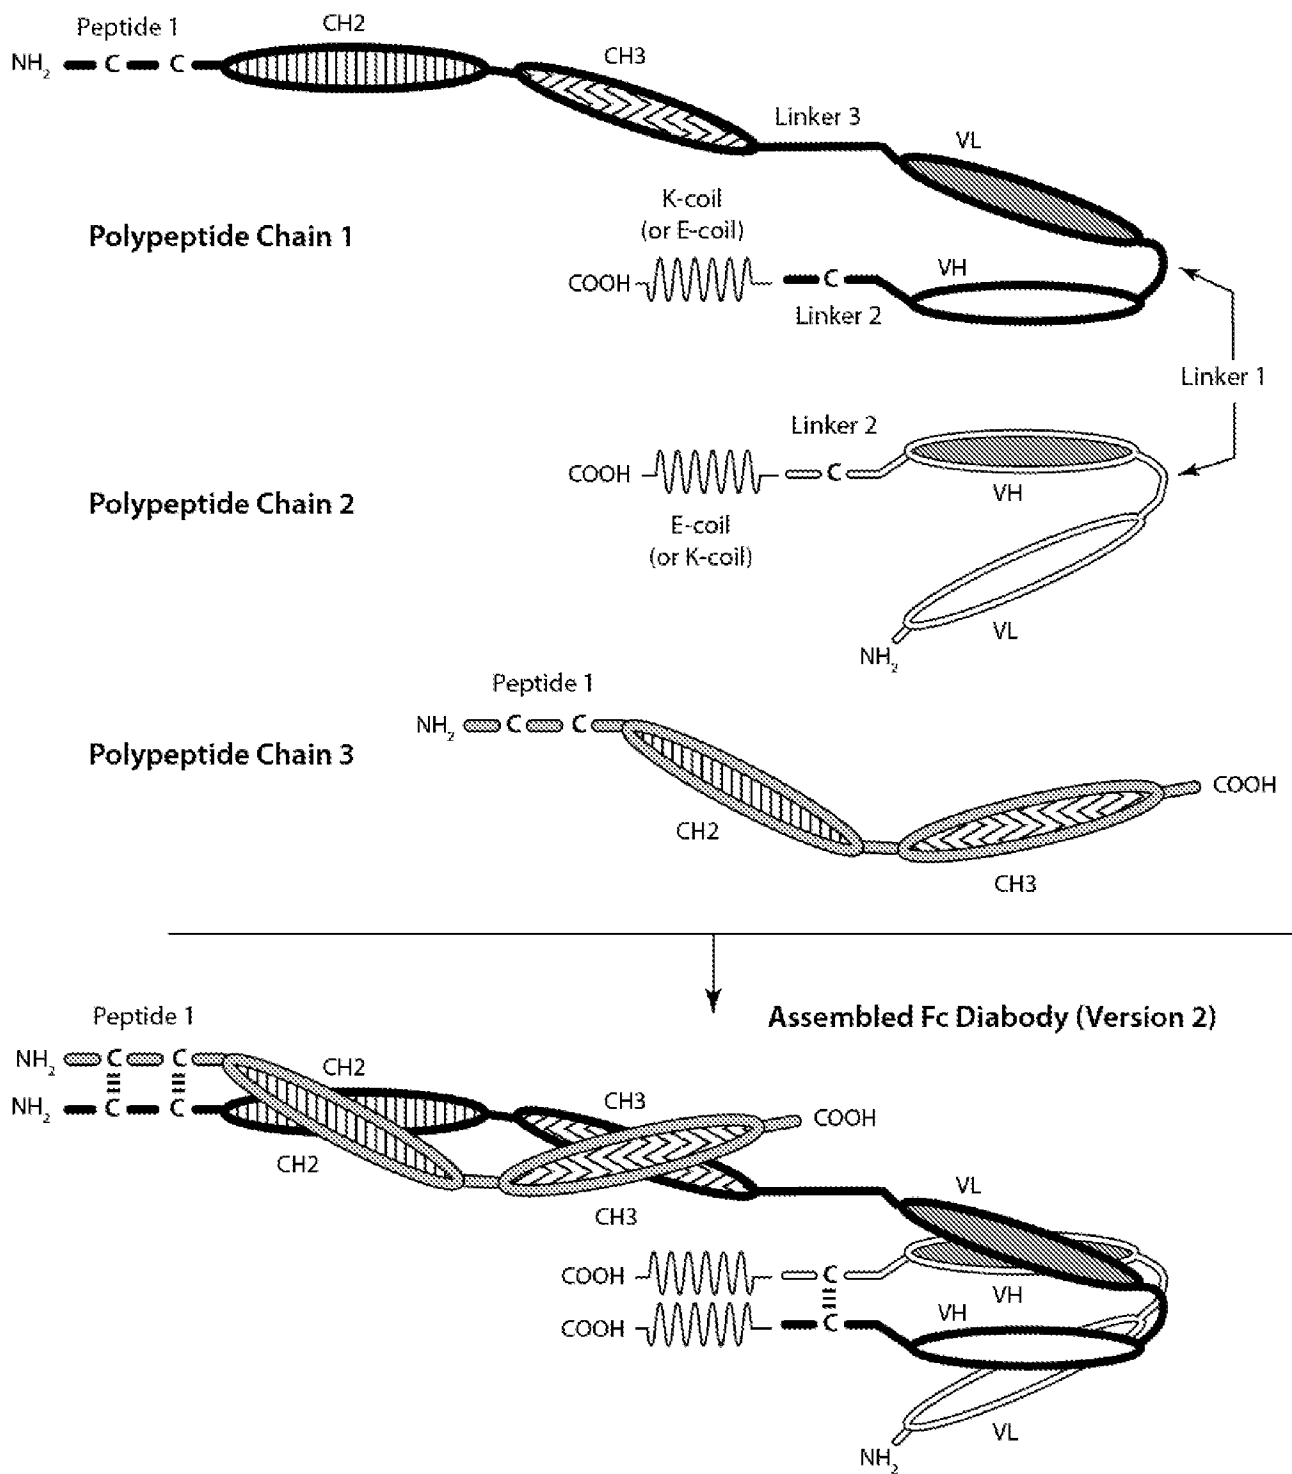 Peptide 1
CH2
NH2
C
C
CH3
Linker 3
VL
K-coil
(or E-coil)
Polypeptide Chain 1
COOH
C
VH
Linker 2
Linker 1
Linker 2
COOH
C
VH
Polypeptide Chain 2
E-coil
(or K-coil)
VL
NH2
Peptide 1
NH2
C
C
Polypeptide Chain 3
COOH
CH2
CH3
Assembled Fc Diabody (Version 2)
Peptide 1
NH2
C
C
CH2
NH2
C
C
CH3
COOH
CH2
CH3
VL
COOH
C
VH
COOH
C
VH
VL
NH2